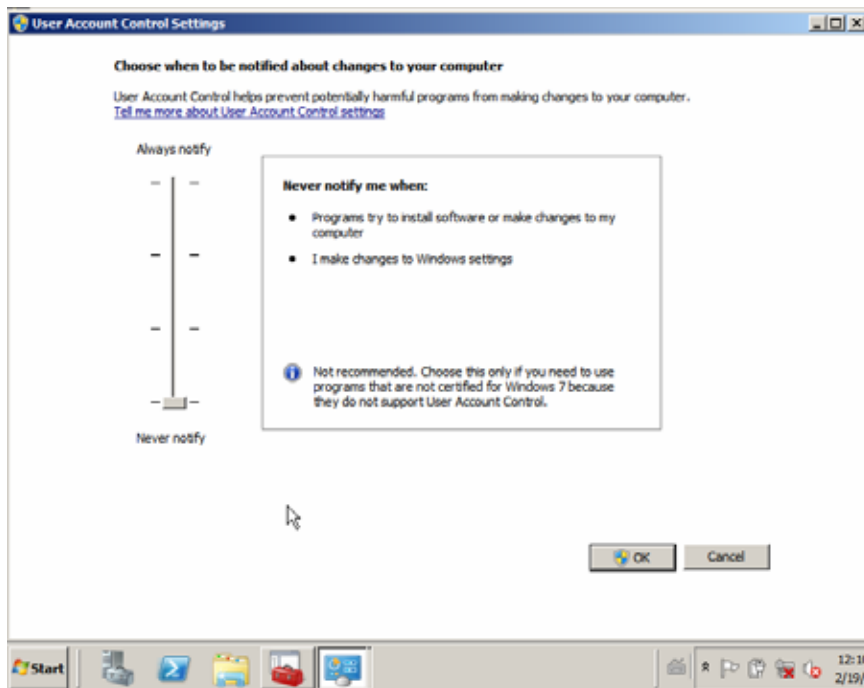 User Account Control Settings
Choose when to be notified about changes to your computer
User Account Control helps prevent potentially harmful programs from making changes to your computer.
Tell me more about User Account Control settings
Always notify
Never notify me when:
Programs try to install software or make changes to my
computer
I make changes to Windows settings
Not recommended. Choose this only if you need to use
programs that are not certified for Windows 7 because
they do not support User Account Control.
Never notify
OK
Cancel
Start
2/19/